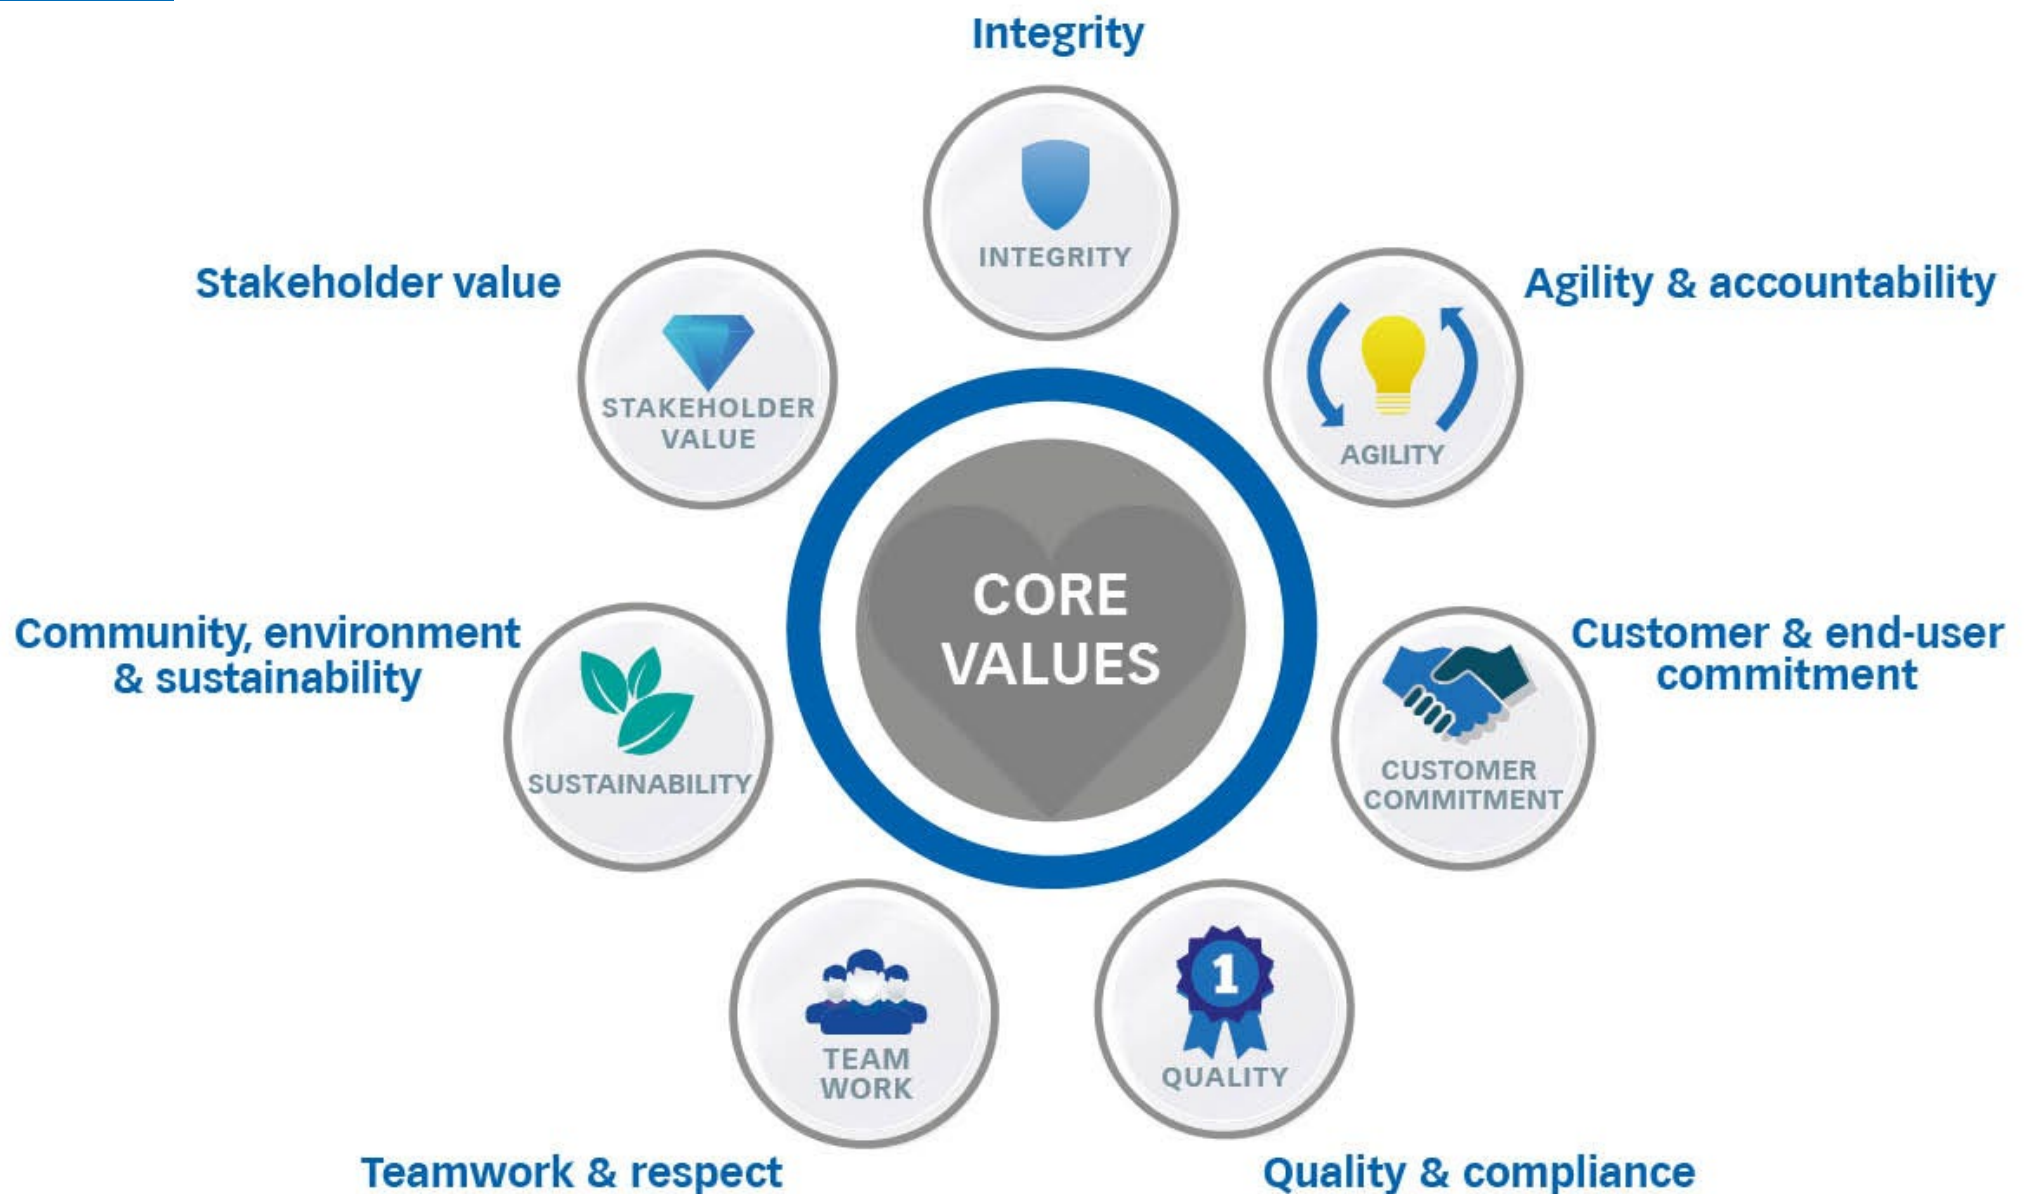 Integrity
INTEGRITY
Stakeholder value
STAKEHOLDER
VALUE
Agility & accountability
AGILITY
CORE
VALUES
Community, environment
& sustainability
SUSTAINABILITY
Customer & end-user
commitment
CUSTOMER
COMMITMENT
TEAM
WORK
Teamwork & respect
1
QUALITY
Quality & compliance